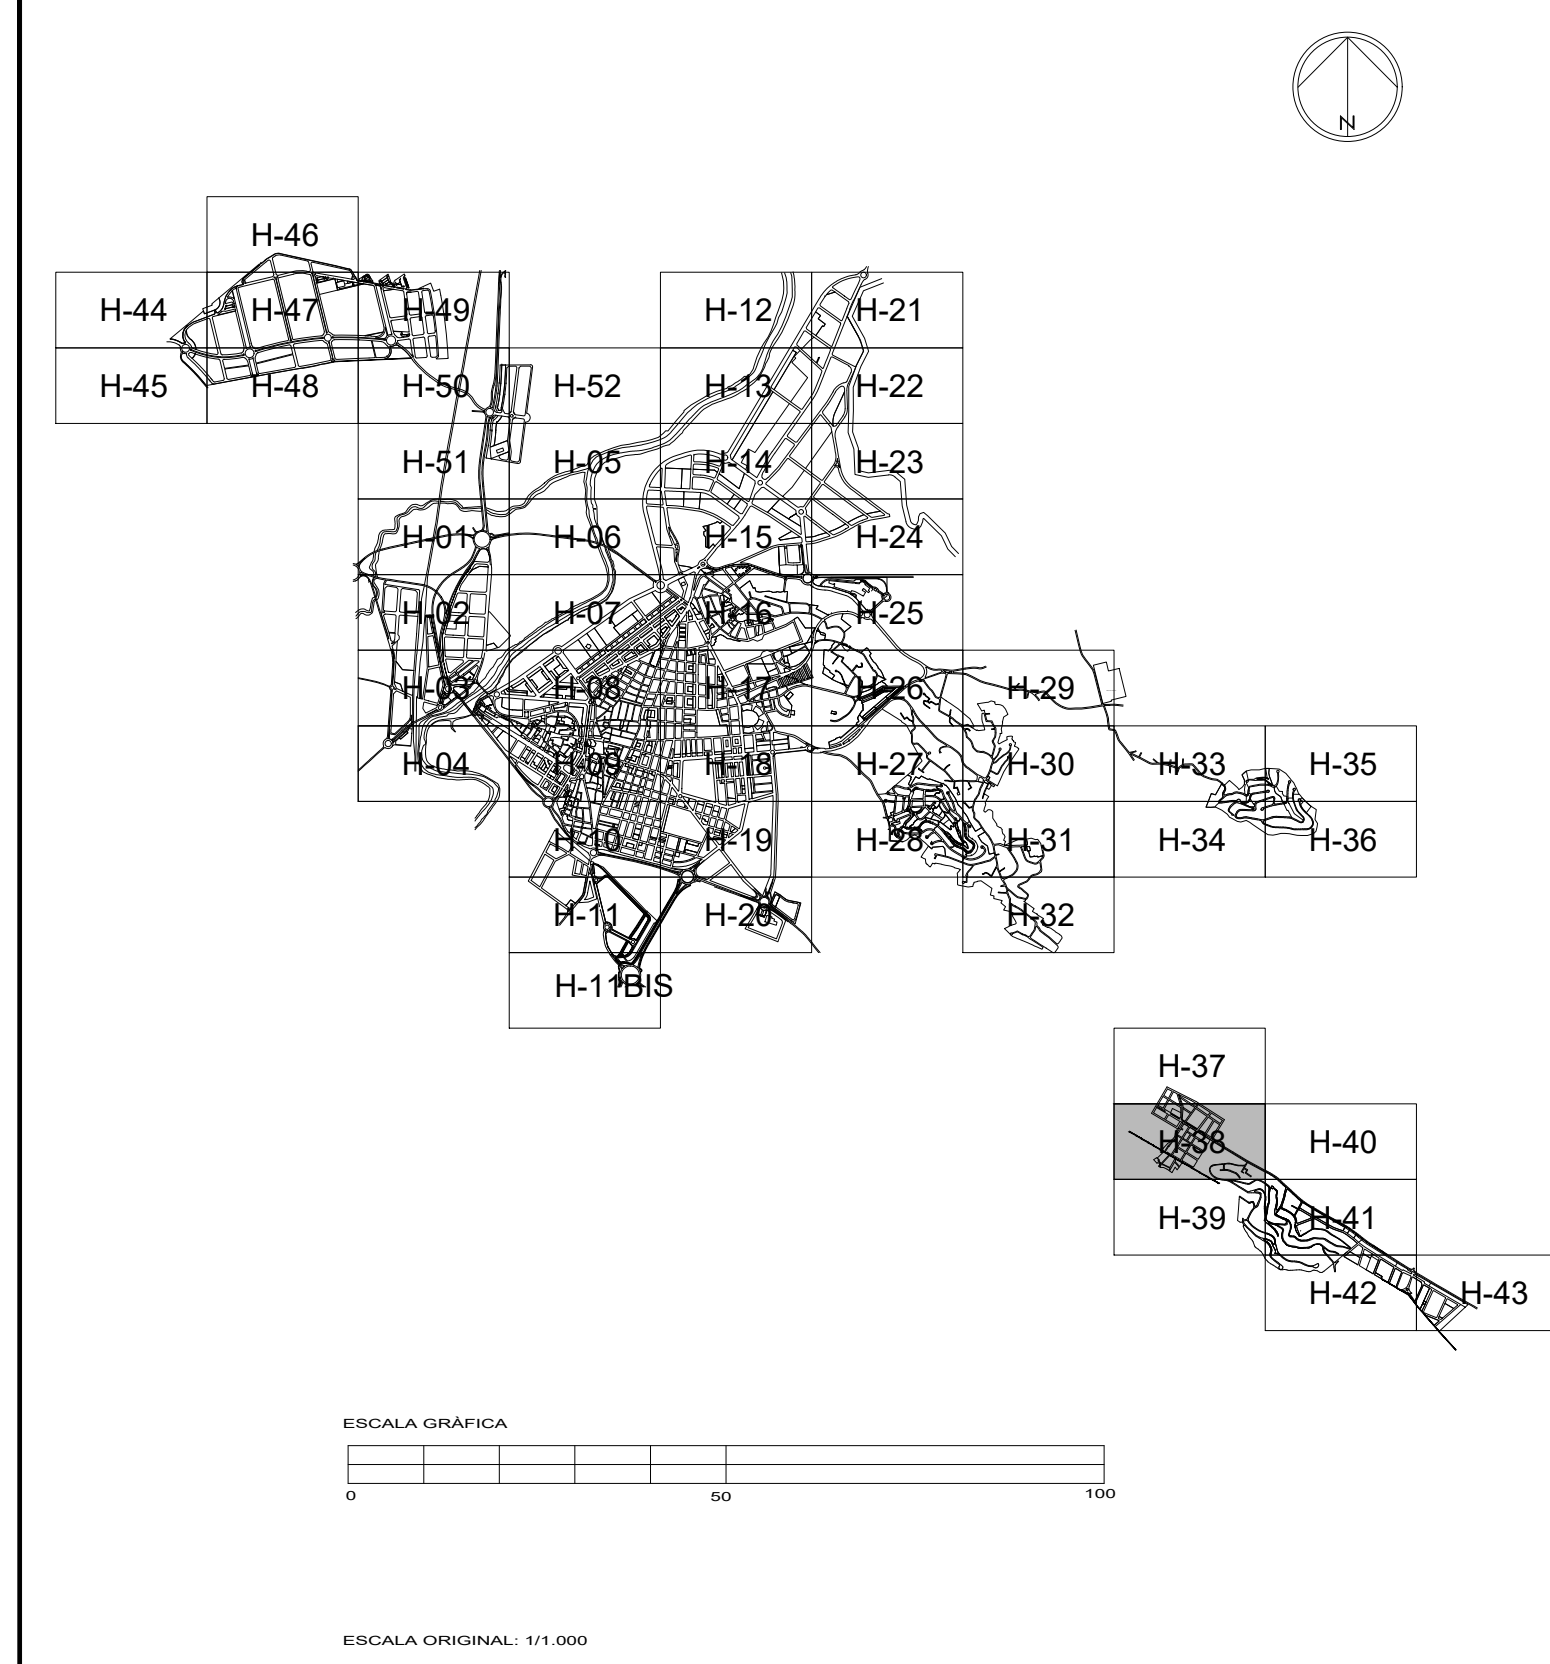 N
H-46
H-44 H-47 H-49 H-12 H-21
H-45 H-48 H-50 H-52 H-13 H-22
H-51 H-05 H-14 H-23
H-01 H-06 H-15 H-24
H-02 H-07 H-16 H-25
H-03 H-08 H-17 H-26 H-29
H-04 H-09 H-18 H-27 H-30 H-33 H-35
H-10 H-19 H-28 H-31 H-34 H-36
H-11 H-20 H-32
H-11BIS
H-37
H-38 H-40
H-39 H-41
H-42 H-43
ESCALA GRÀFICA
0 50 100
ESCALA ORIGINAL: 1/1.000